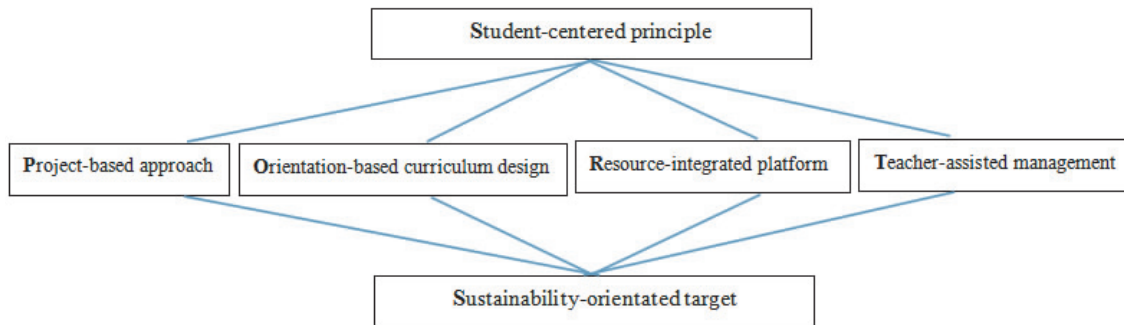 Student-centered principle
Project-based approach
Orientation-based curriculum design
Resource-integrated platform
Teacher-assisted management
Sustainability-orientated target